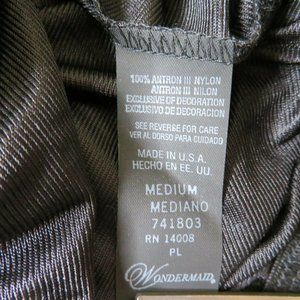 100% ANTRON III NYLON
ANTRON III NILON
EXCLUSIVE OF DECORATION
EXCLUSIVO DE DECORACION
SEE REVERSE FOR CARE
VER AL DORSO PARA CUIDADO
MADE IN U.S.A.
HECHO EN EE. UU.
MEDIUM
MEDIANO
741803
RN 14008
PL
WONDERMAID